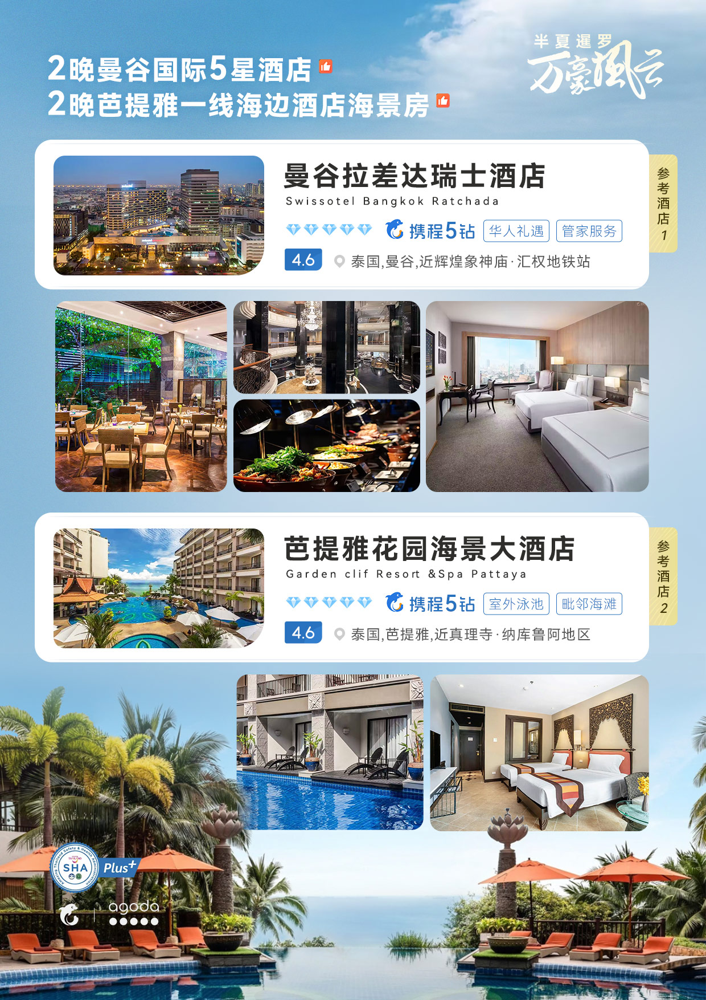 半夏暹罗
万豪風云
2晚曼谷国际5星酒店
2晚芭提雅一线海边酒店海景房
曼谷拉差达瑞士酒店
Swissotel Bangkok Ratchada
携程5钻 华人礼遇 管家服务
4.6 泰国,曼谷,近辉煌象神庙·汇权地铁站
参考酒店1
芭提雅花园海景大酒店
Garden clif Resort &Spa Pattaya
携程5钻 室外泳池 毗邻海滩
4.6 泰国,芭提雅,近真理寺·纳库鲁阿地区
参考酒店2
Amazing Thailand Safety & Health Administration
SHA Plus+
agoda